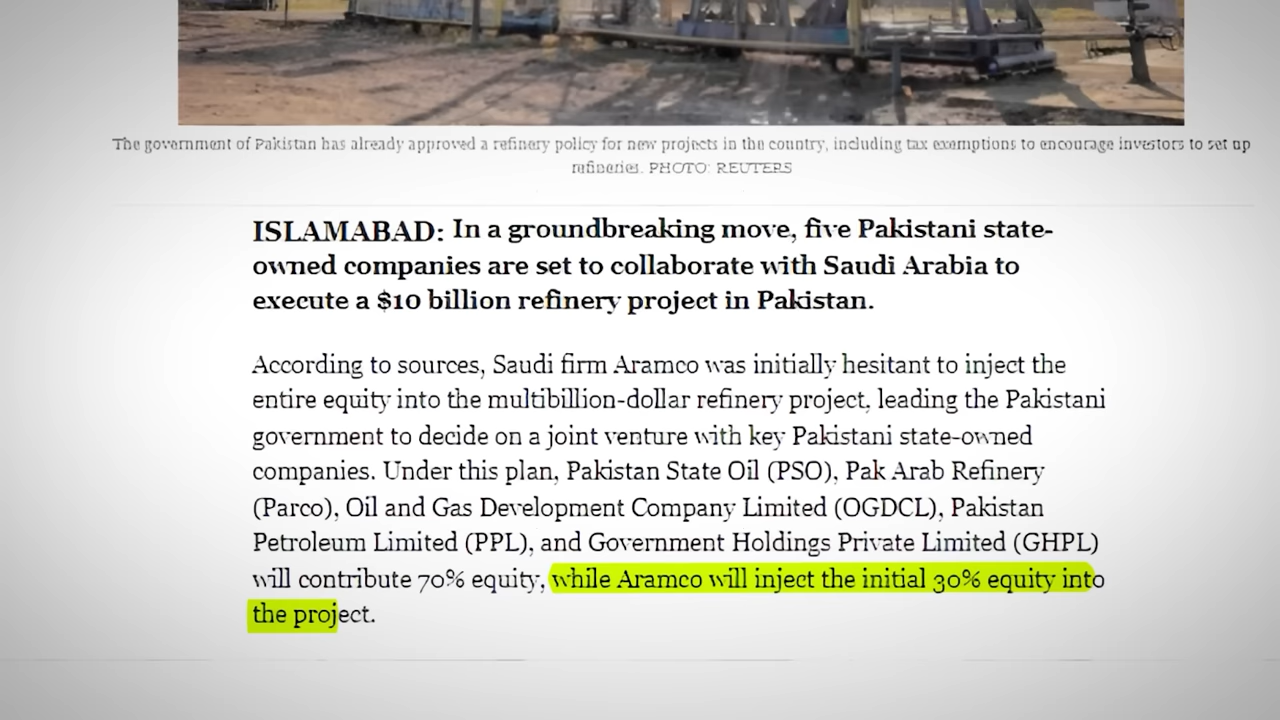 The government of Pakistan has already approved a refinery policy for new projects in the country, including tax exemptions to encourage investors to set up
refineries. PHOTO: REUTERS
ISLAMABAD: In a groundbreaking move, five Pakistani state-
owned companies are set to collaborate with Saudi Arabia to
execute a $10 billion refinery project in Pakistan.
According to sources, Saudi firm Aramco was initially hesitant to inject the
entire equity into the multibillion-dollar refinery project, leading the Pakistani
government to decide on a joint venture with key Pakistani state-owned
companies. Under this plan, Pakistan State Oil (PSO), Pak Arab Refinery
(Parco), Oil and Gas Development Company Limited (OGDCL), Pakistan
Petroleum Limited (PPL), and Government Holdings Private Limited (GHPL)
will contribute 70% equity, while Aramco will inject the initial 30% equity into
the project.